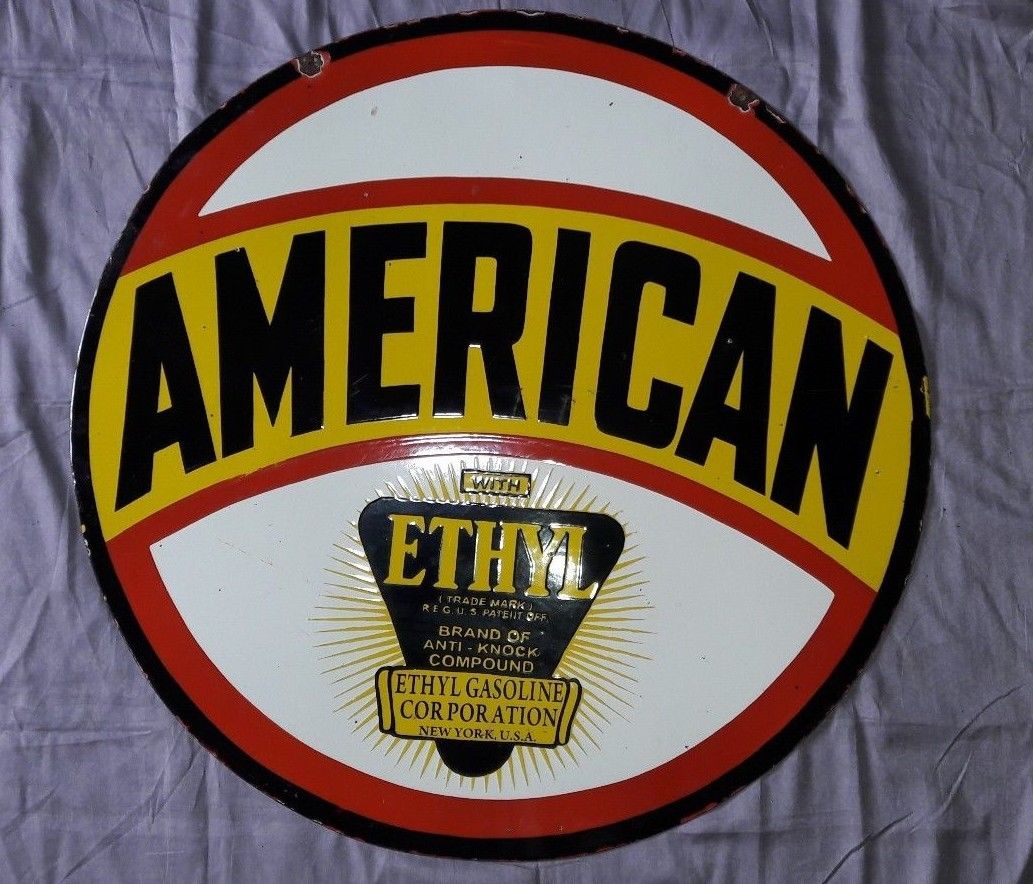 AMERICAN
WITH
ETHYL
( TRADE MARK )
REG. U.S. PATENT OFF.
BRAND OF
ANTI - KNOCK
COMPOUND
ETHYL GASOLINE
CORPORATION
NEW YORK, U.S.A.